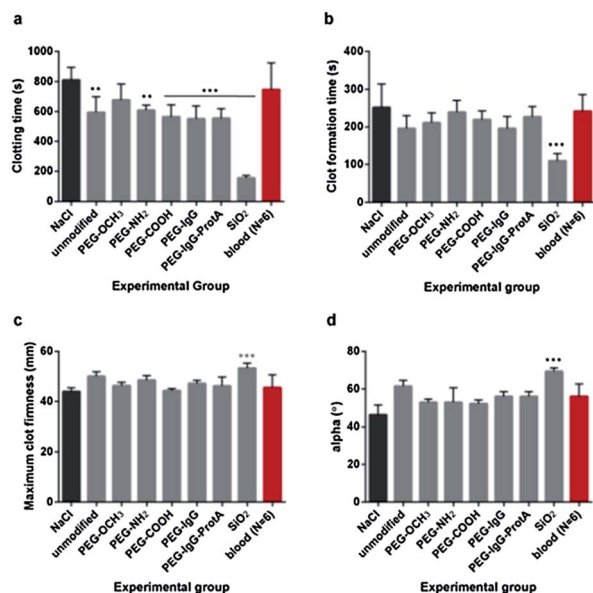 a
Clotting time (s)
1000
800
600
400
200
0
•• •• •••
NaCl
unmodified
PEG-OCH₃
PEG-NH₂
PEG-COOH
PEG-IgG
PEG-IgG-ProtA
SiO₂
blood (N=6)
Experimental Group
b
Clot formation time (s)
400
300
200
100
0
•••
NaCl
unmodified
PEG-OCH₃
PEG-NH₂
PEG-COOH
PEG-IgG
PEG-IgG-ProtA
SiO₂
blood (N=6)
Experimental group
c
Maximum clot firmness (mm)
60
40
20
0
***
NaCl
unmodified
PEG-OCH₃
PEG-NH₂
PEG-COOH
PEG-IgG
PEG-IgG-ProtA
SiO₂
blood (N=6)
Experimental group
d
alpha (°)
80
60
40
20
0
•••
NaCl
unmodified
PEG-OCH₃
PEG-NH₂
PEG-COOH
PEG-IgG
PEG-IgG-ProtA
SiO₂
blood (N=6)
Experimental group